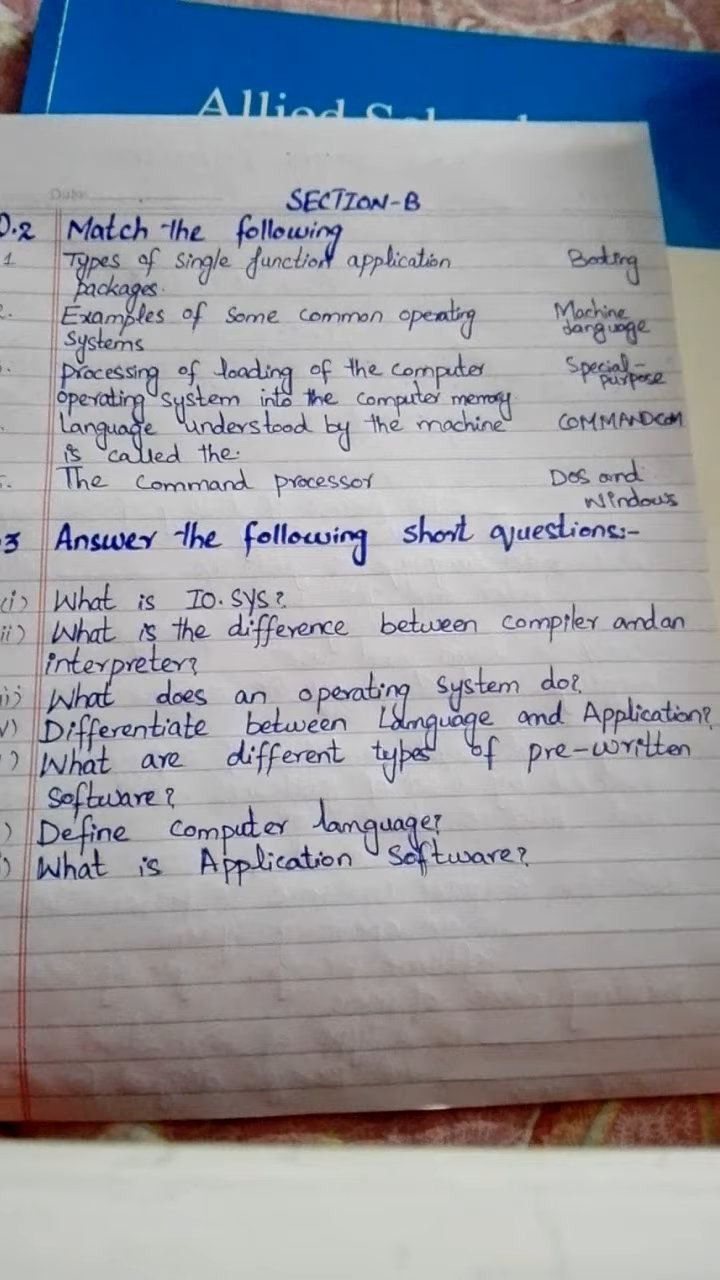 Allied
Date
SECTION-B
Q.2 Match the following
1 Types of single function application Booting
packages.
2. Examples of some common operating Machine
systems language
. processing of loading of the computer Special-
purpose
operating system into the computer memory
. language understood by the machine COMMAND.COM
is called the.
. The command processor Dos and
Windows
.3 Answer the following short questions:-
(i) What is IO.SYS?
ii) What is the difference between compiler and an
interpreter?
ii) What does an operating system do?
v) Differentiate between Language and Application?
) What are different types of pre-written
software?
) Define computer language?
) What is Application software?